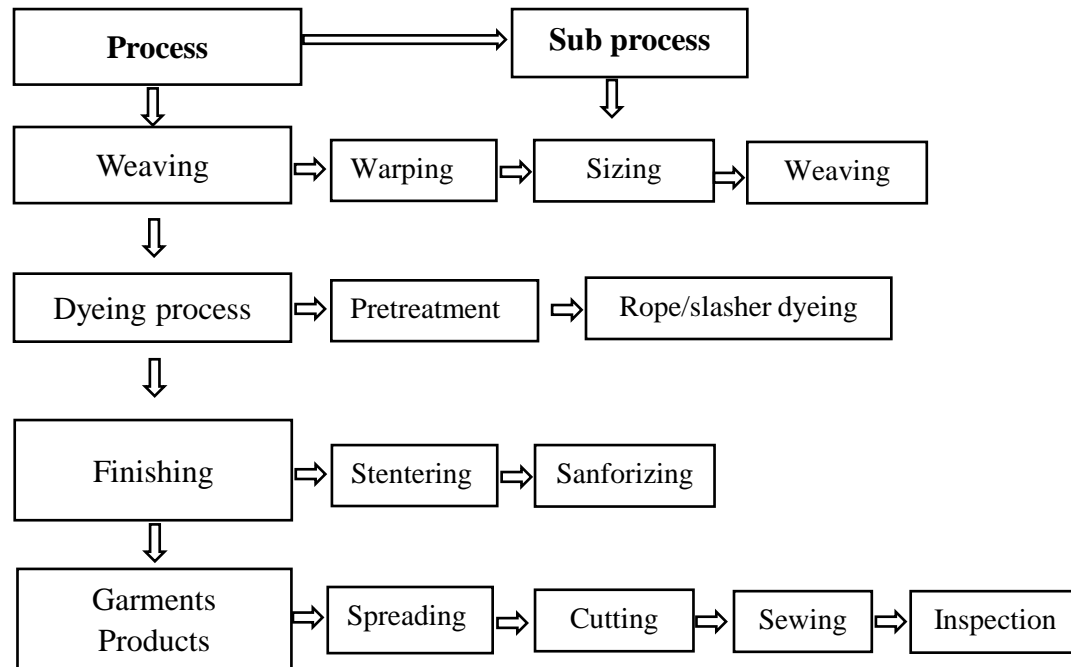 Process
Sub process
Weaving
Warping
Sizing
Weaving
Dyeing process
Pretreatment
Rope/slasher dyeing
Finishing
Stentering
Sanforizing
Garments
Products
Spreading
Cutting
Sewing
Inspection